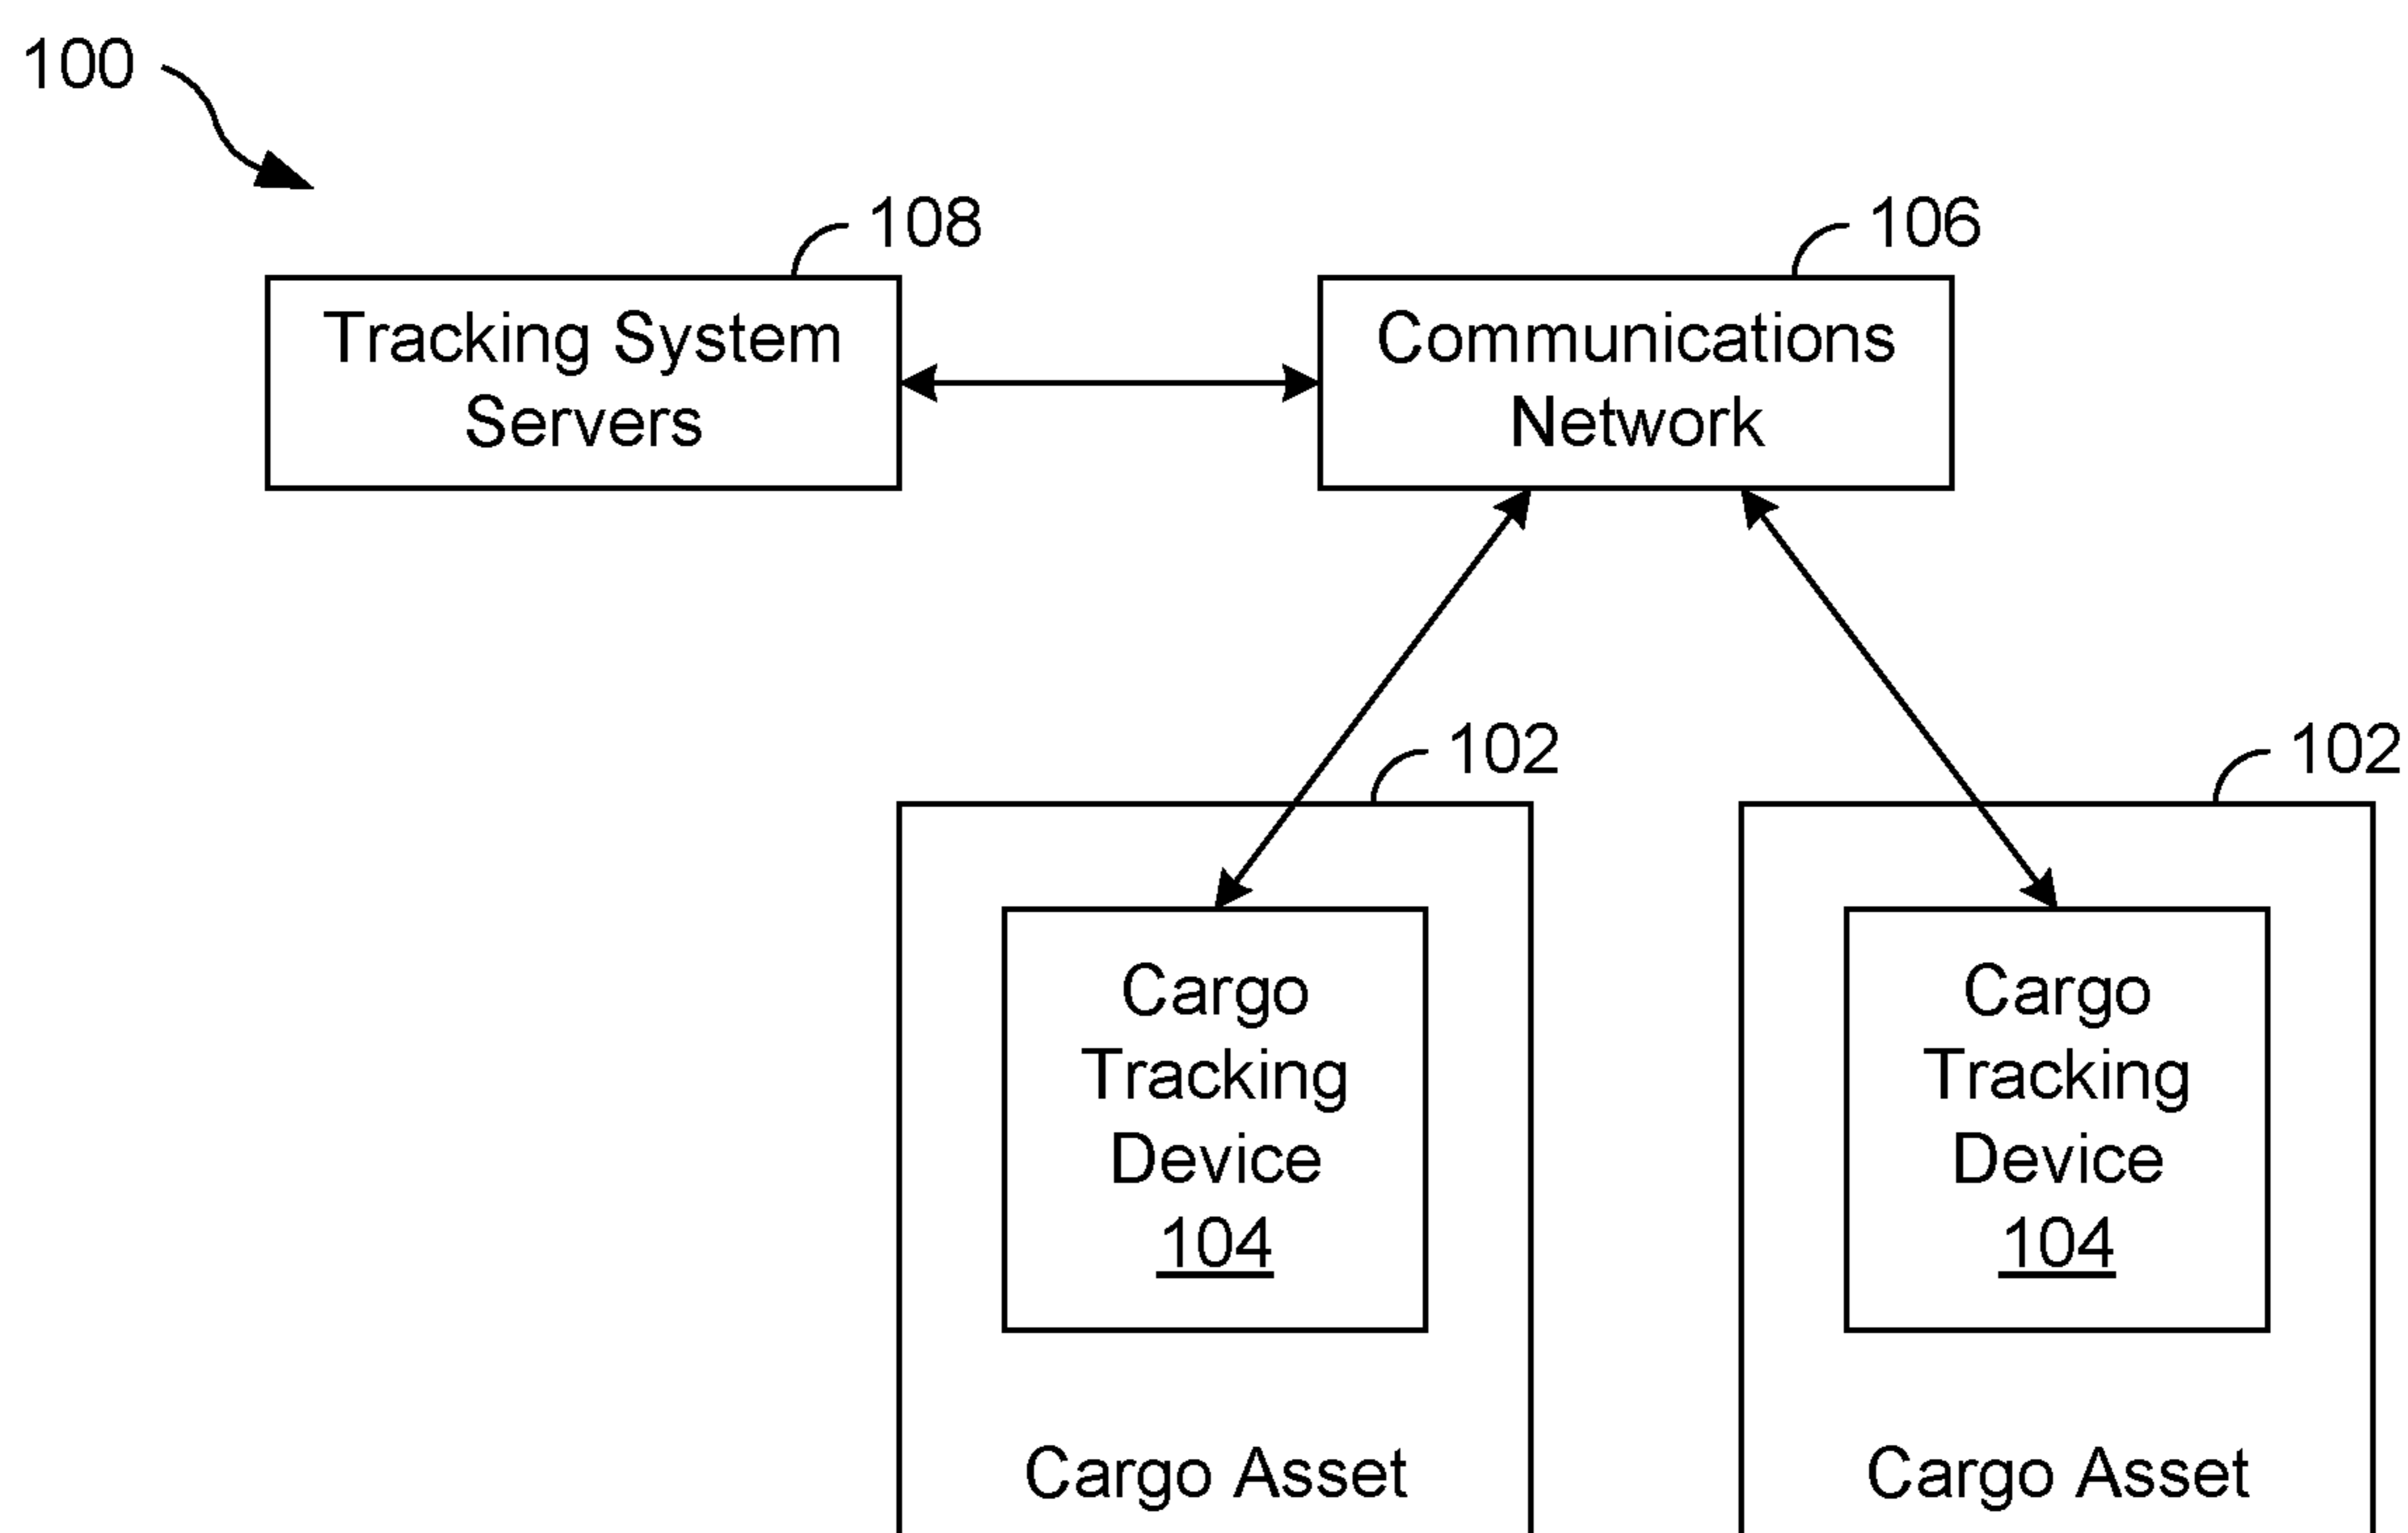 100
108
106
Tracking System
Servers
Communications
Network
102
102
Cargo
Tracking
Device
104
Cargo
Tracking
Device
104
Cargo Asset
Cargo Asset